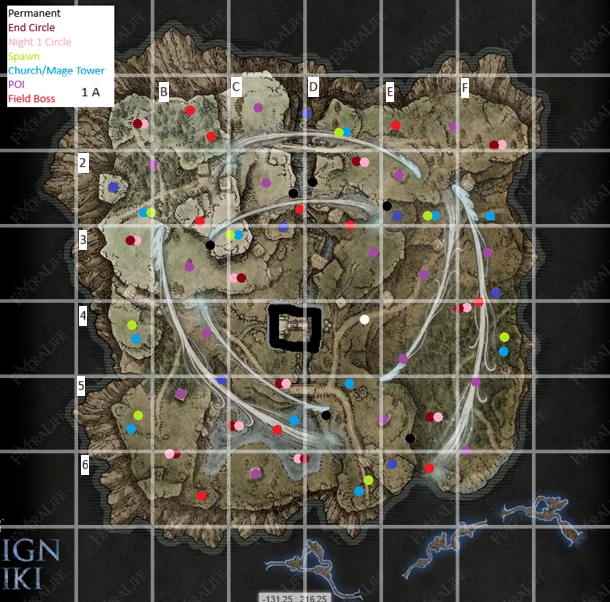 Permanent
End Circle
Night 1 Circle
Spawn
Church/Mage Tower
POI
Field Boss
1 A
B
C
D
E
F
2
3
4
5
6
IGN
IKI
-131.25 : 216.25
FEXTRALIFE